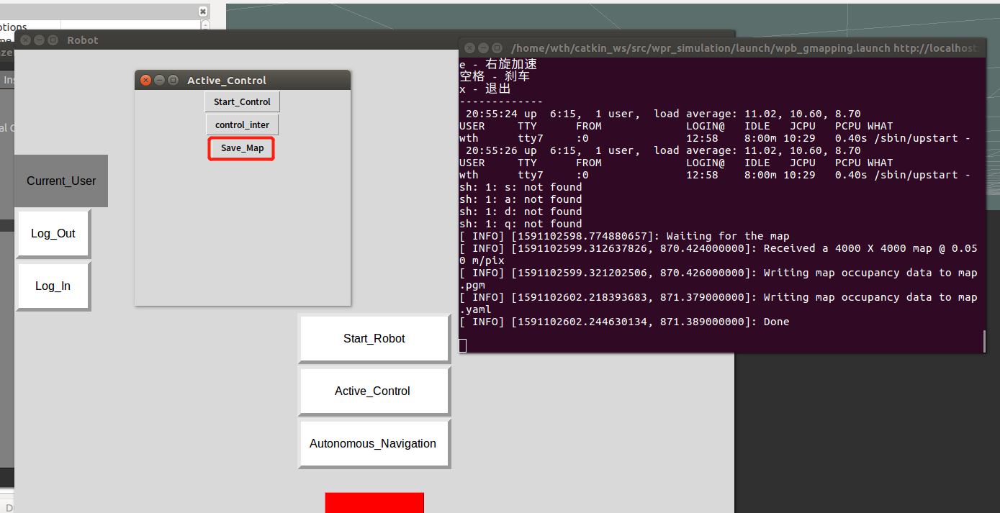 ptions
Robot
Ins
Current_User
Log_Out
Log_In
Active_Control
Start_Control
control_inter
Save_Map
Start_Robot
Active_Control
Autonomous_Navigation
/home/wth/catkin_ws/src/wpr_simulation/launch/wpb_gmapping.launch http://localhost:
e - 右旋加速
空格 - 刹车
x - 退出
-------------
 20:55:24 up  6:15,  1 user,  load average: 11.02, 10.60, 8.70
USER     TTY      FROM             LOGIN@   IDLE   JCPU   PCPU WHAT
wth      tty7     :0               12:58    8:00m 10:29   0.40s /sbin/upstart -
 20:55:26 up  6:15,  1 user,  load average: 11.02, 10.60, 8.70
USER     TTY      FROM             LOGIN@   IDLE   JCPU   PCPU WHAT
wth      tty7     :0               12:58    8:00m 10:29   0.40s /sbin/upstart -
sh: 1: s: not found
sh: 1: a: not found
sh: 1: d: not found
sh: 1: q: not found
[ INFO] [1591102598.774880657]: Waiting for the map
[ INFO] [1591102599.312637826, 870.424000000]: Received a 4000 X 4000 map @ 0.05
0 m/pix
[ INFO] [1591102599.321202506, 870.426000000]: Writing map occupancy data to map
.pgm
[ INFO] [1591102602.218393683, 871.379000000]: Writing map occupancy data to map
.yaml
[ INFO] [1591102602.244630134, 871.389000000]: Done